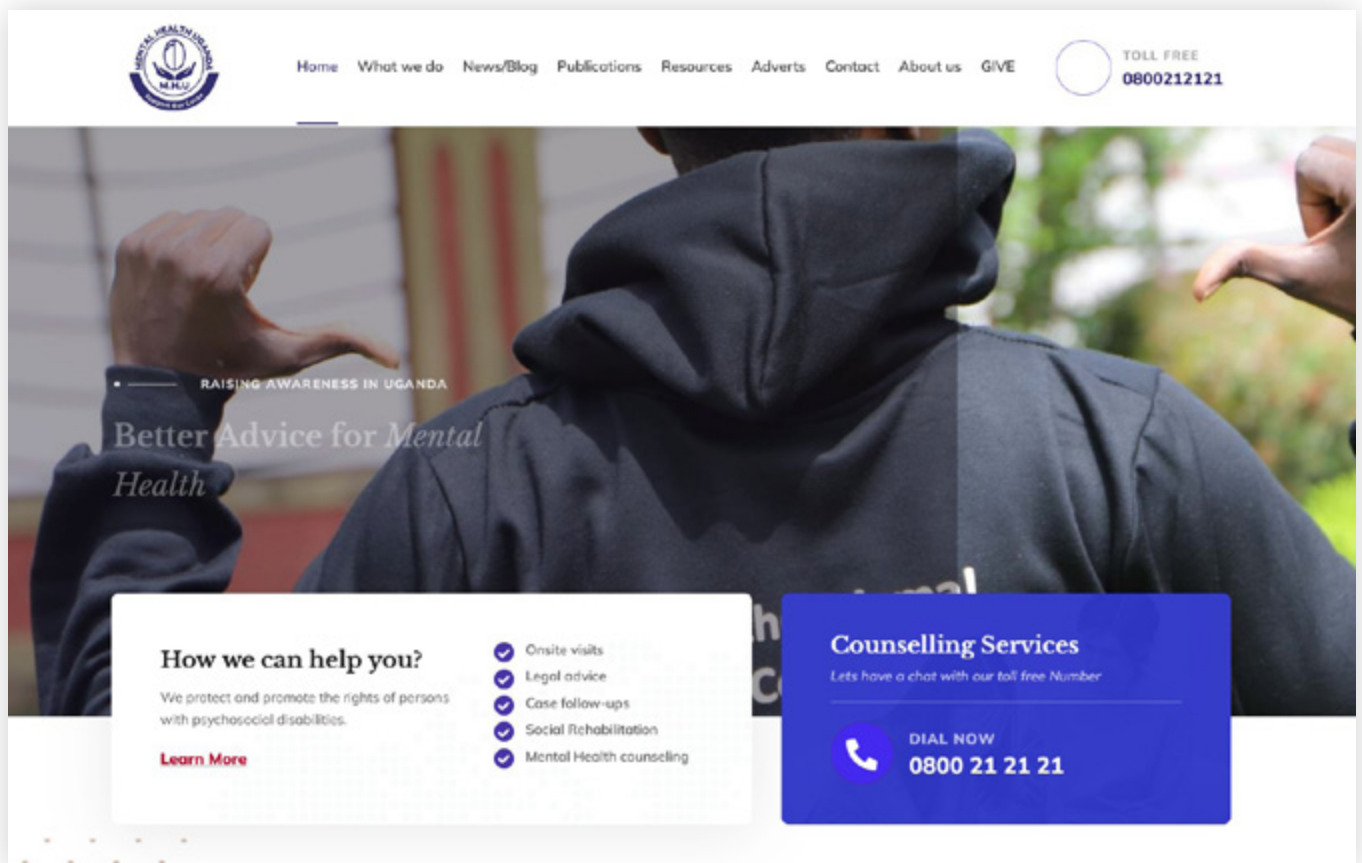 MENTAL HEALTH UGANDA
M.H.U
Home What we do News/Blog Publications Resources Adverts Contact About us GIVE
TOLL FREE
0800212121
RAISING AWARENESS IN UGANDA
Better Advice for Mental
Health
How we can help you?
We protect and promote the rights of persons
with psychosocial disabilities.
Learn More
Onsite visits
Legal advice
Case follow-ups
Social Rehabilitation
Mental Health counseling
Counselling Services
Lets have a chat with our toll free Number
DIAL NOW
0800 21 21 21